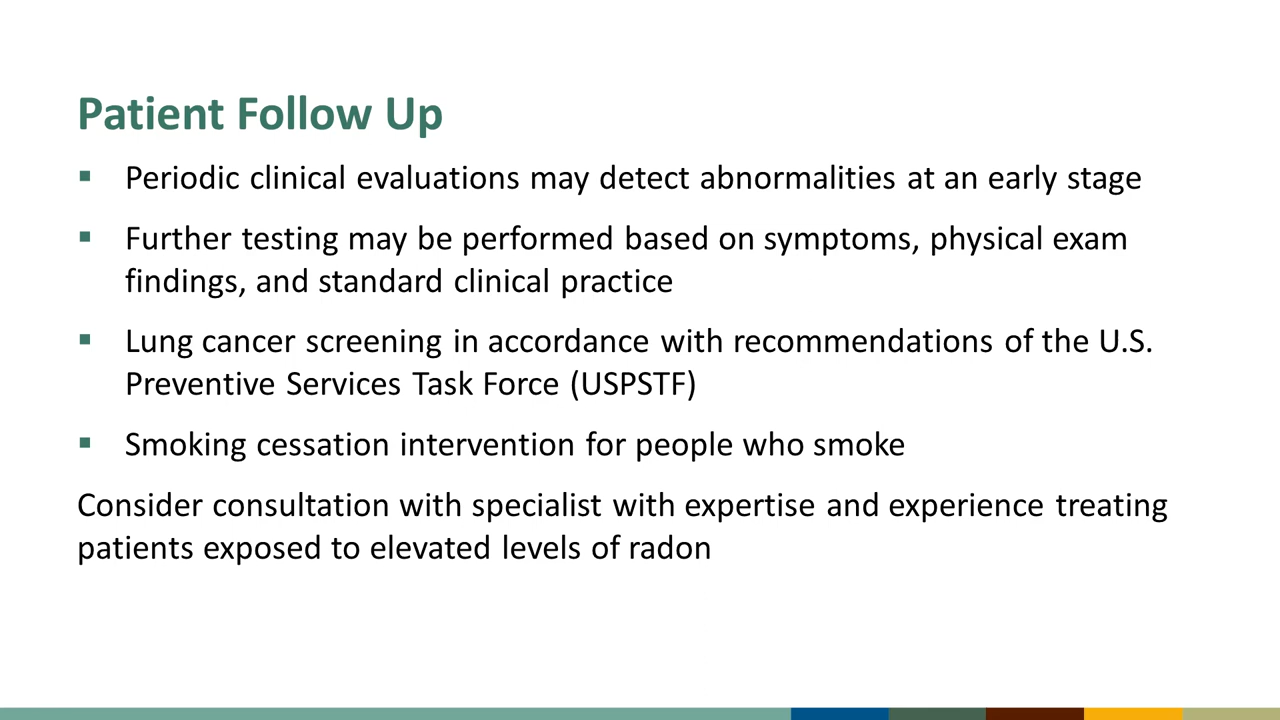 Patient Follow Up
▪ Periodic clinical evaluations may detect abnormalities at an early stage
▪ Further testing may be performed based on symptoms, physical exam
findings, and standard clinical practice
▪ Lung cancer screening in accordance with recommendations of the U.S.
Preventive Services Task Force (USPSTF)
▪ Smoking cessation intervention for people who smoke
Consider consultation with specialist with expertise and experience treating
patients exposed to elevated levels of radon